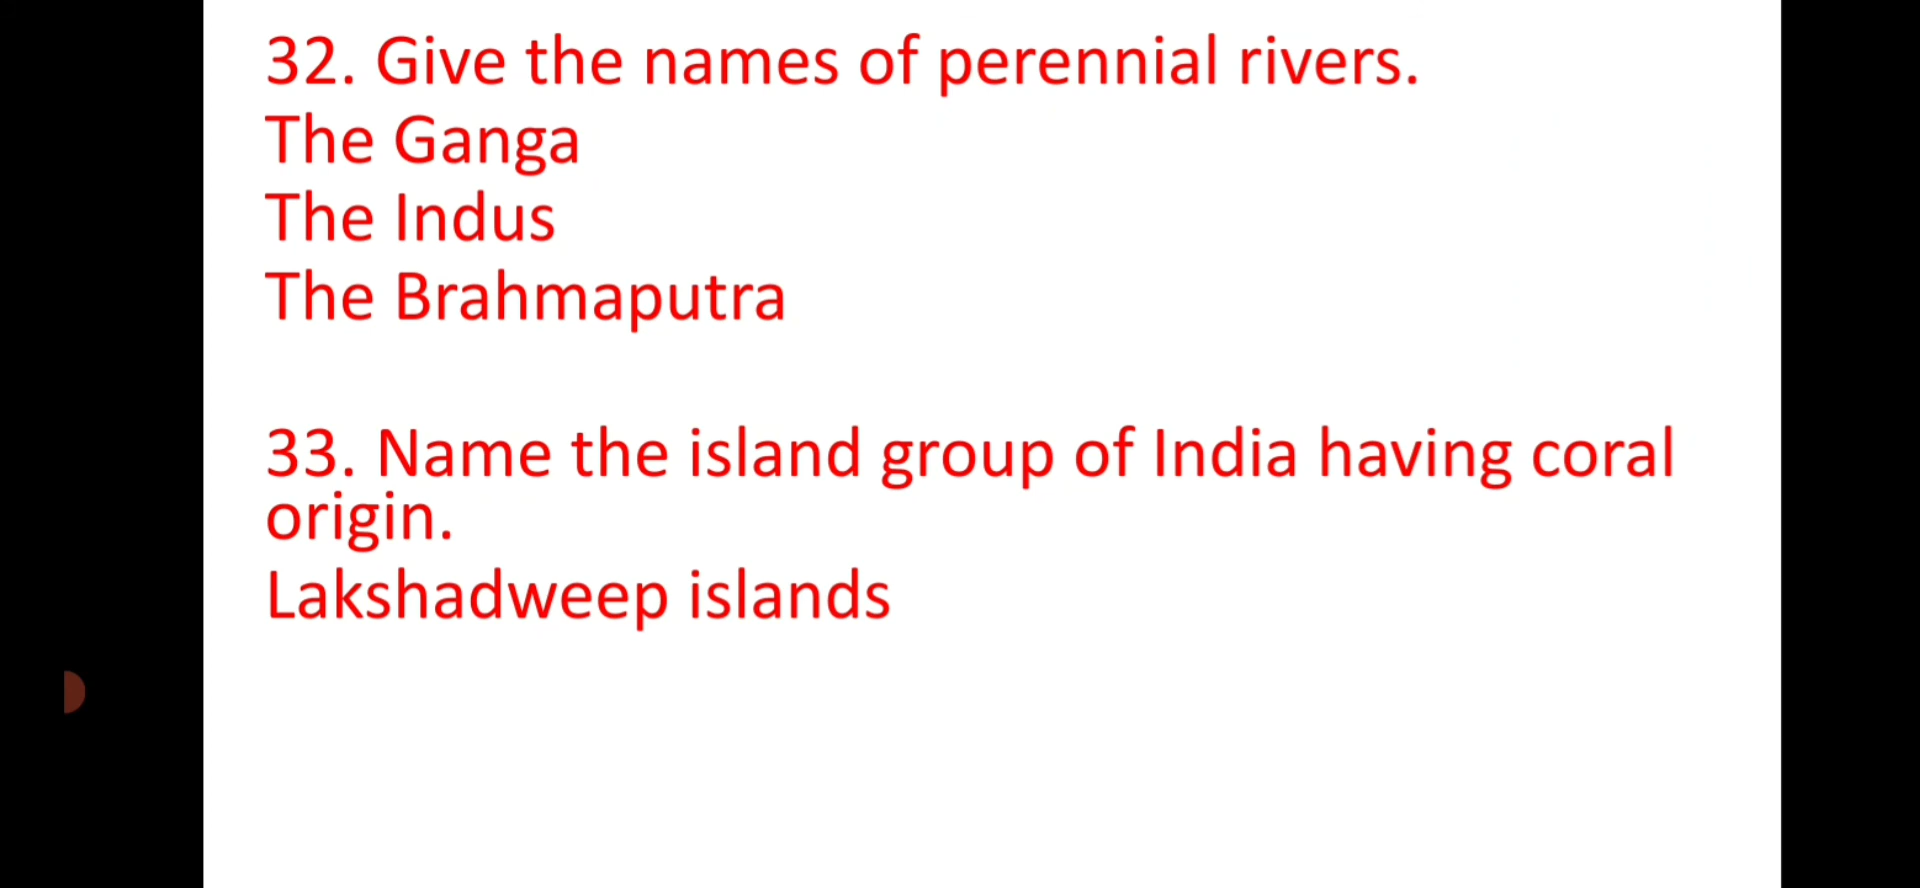 32. Give the names of perennial rivers.
The Ganga
The Indus
The Brahmaputra
33. Name the island group of India having coral
origin.
Lakshadweep islands